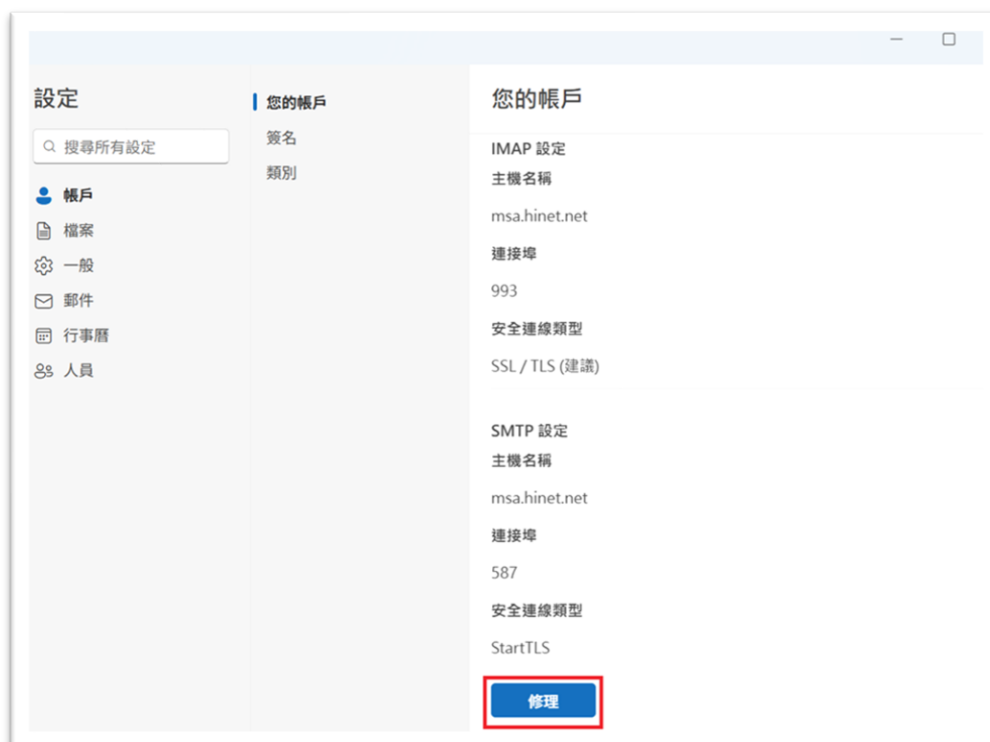 設定
搜尋所有設定
帳戶
檔案
一般
郵件
行事曆
人員
您的帳戶
簽名
類別
您的帳戶
IMAP 設定
主機名稱
msa.hinet.net
連接埠
993
安全連線類型
SSL / TLS (建議)
SMTP 設定
主機名稱
msa.hinet.net
連接埠
587
安全連線類型
StartTLS
修理